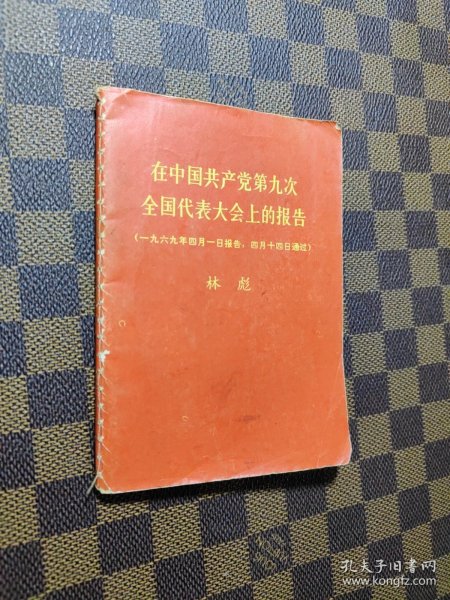 在中国共产党第九次
全国代表大会上的报告
(一九六九年四月一日报告，四月十四日通过)
林 彪
孔夫子旧书网
www.kongfz.com